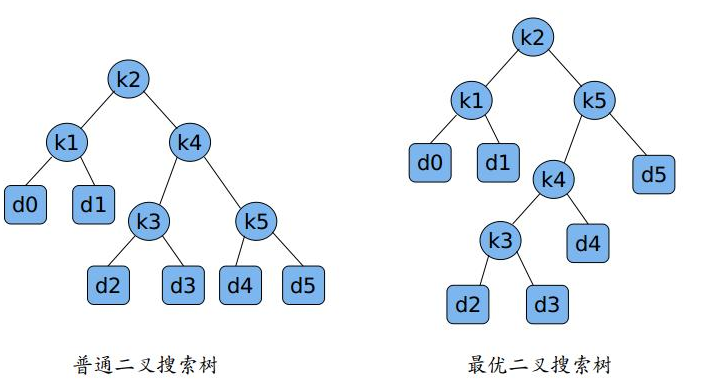 k2
k1 k4
d0 d1 k3 k5
d2 d3 d4 d5
普通二叉搜索树
k2
k1 k5
d0 d1 k4 d5
k3 d4
d2 d3
最优二叉搜索树